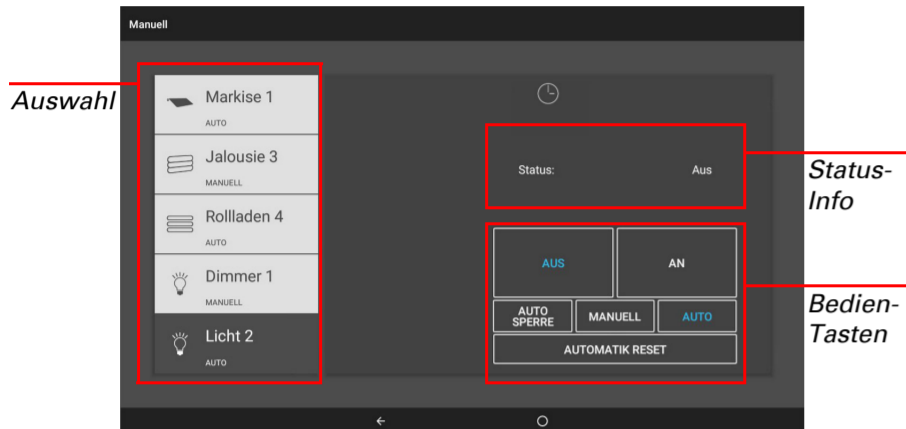 Manuell
Auswahl
Markise 1
AUTO
Jalousie 3
MANUELL
Rollladen 4
AUTO
Dimmer 1
MANUELL
Licht 2
AUTO
Status:
Aus
Status-
Info
AUS
AN
AUTO
SPERRE
MANUELL
AUTO
AUTOMATIK RESET
Bedien-
Tasten